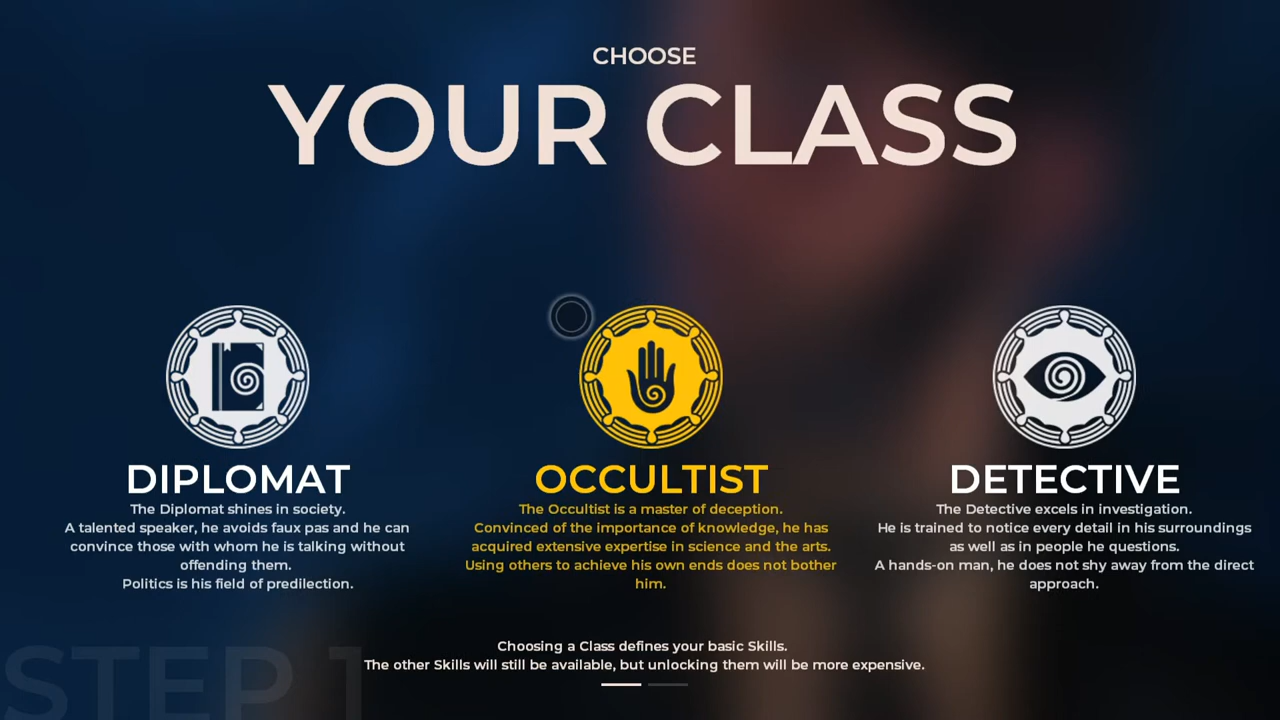 CHOOSE
YOUR CLASS
DIPLOMAT
The Diplomat shines in society.
A talented speaker, he avoids faux pas and he can
convince those with whom he is talking without
offending them.
Politics is his field of predilection.
OCCULTIST
The Occultist is a master of deception.
Convinced of the importance of knowledge, he has
acquired extensive expertise in science and the arts.
Using others to achieve his own ends does not bother
him.
DETECTIVE
The Detective excels in investigation.
He is trained to notice every detail in his surroundings
as well as in people he questions.
A hands-on man, he does not shy away from the direct
approach.
Choosing a Class defines your basic Skills.
The other Skills will still be available, but unlocking them will be more expensive.
STEP 1